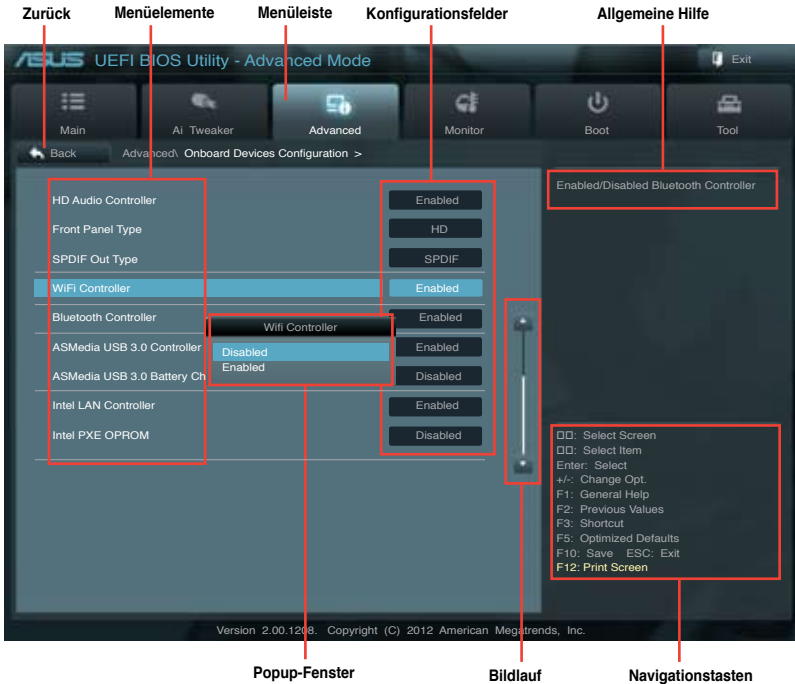 Zurück Menüelemente Menüleiste Konfigurationsfelder Allgemeine Hilfe
ASUS UEFI BIOS Utility - Advanced Mode Exit
Main Ai Tweaker Advanced Monitor Boot Tool
Back Advanced\ Onboard Devices Configuration >
Enabled/Disabled Bluetooth Controller
HD Audio Controller Enabled
Front Panel Type HD
SPDIF Out Type SPDIF
WiFi Controller Enabled
Bluetooth Controller Enabled
Wifi Controller
ASMedia USB 3.0 Controller Enabled
Disabled
Enabled
ASMedia USB 3.0 Battery Ch Disabled
Intel LAN Controller Enabled
Intel PXE OPROM Disabled
□□: Select Screen
□□: Select Item
Enter: Select
+/-: Change Opt.
F1: General Help
F2: Previous Values
F3: Shortcut
F5: Optimized Defaults
F10: Save ESC: Exit
F12: Print Screen
Version 2.00.1208. Copyright (C) 2012 American Megatrends, Inc.
Popup-Fenster Bildlauf Navigationstasten